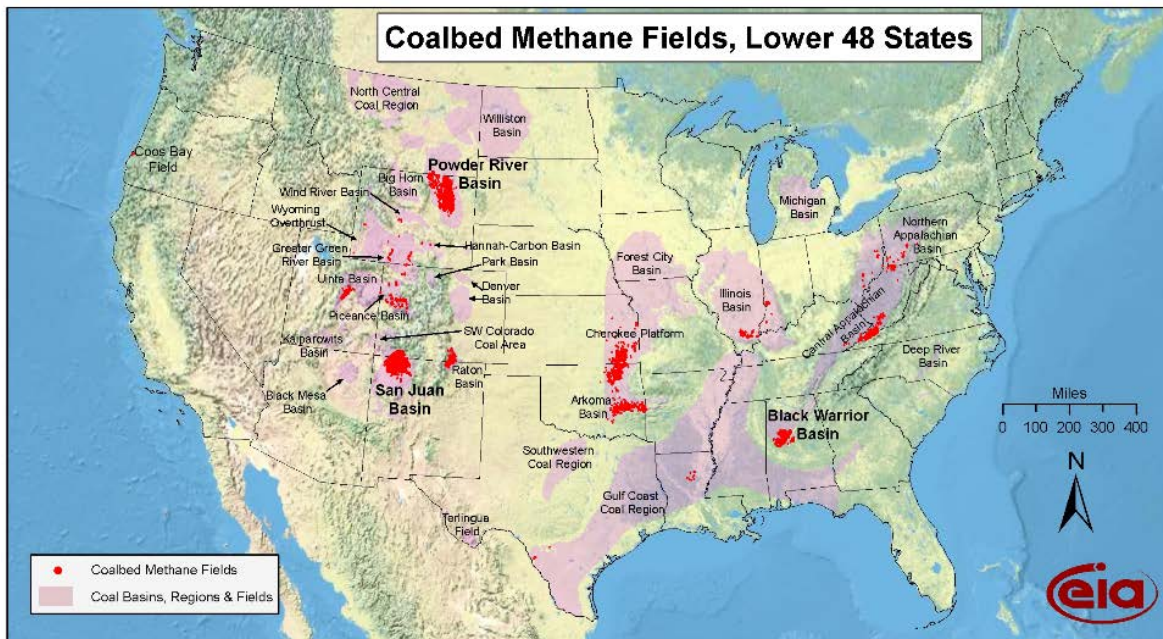 Coalbed Methane Fields, Lower 48 States
North Central
Coal Region
Williston
Basin
Coos Bay
Field
Powder River
Basin
Big Horn
Basin
Wind River Basin
Wyoming
Overthrust
Greater Green
River Basin
Hannah-Carbon Basin
Park Basin
Uinta Basin
Denver
Basin
Piceance Basin
SW Colorado
Coal Area
Kaiparowits
Basin
Raton
Basin
Black Mesa
Basin
San Juan
Basin
Michigan
Basin
Northern
Appalachian
Basin
Forest City
Basin
Illinois
Basin
Central Appalachian
Basin
Cherokee Platform
Deep River
Basin
Arkoma
Basin
Black Warrior
Basin
Southwestern
Coal Region
Gulf Coast
Coal Region
Terlingua
Field
Miles
0 100 200 300 400
N
Coalbed Methane Fields
Coal Basins, Regions & Fields
eia